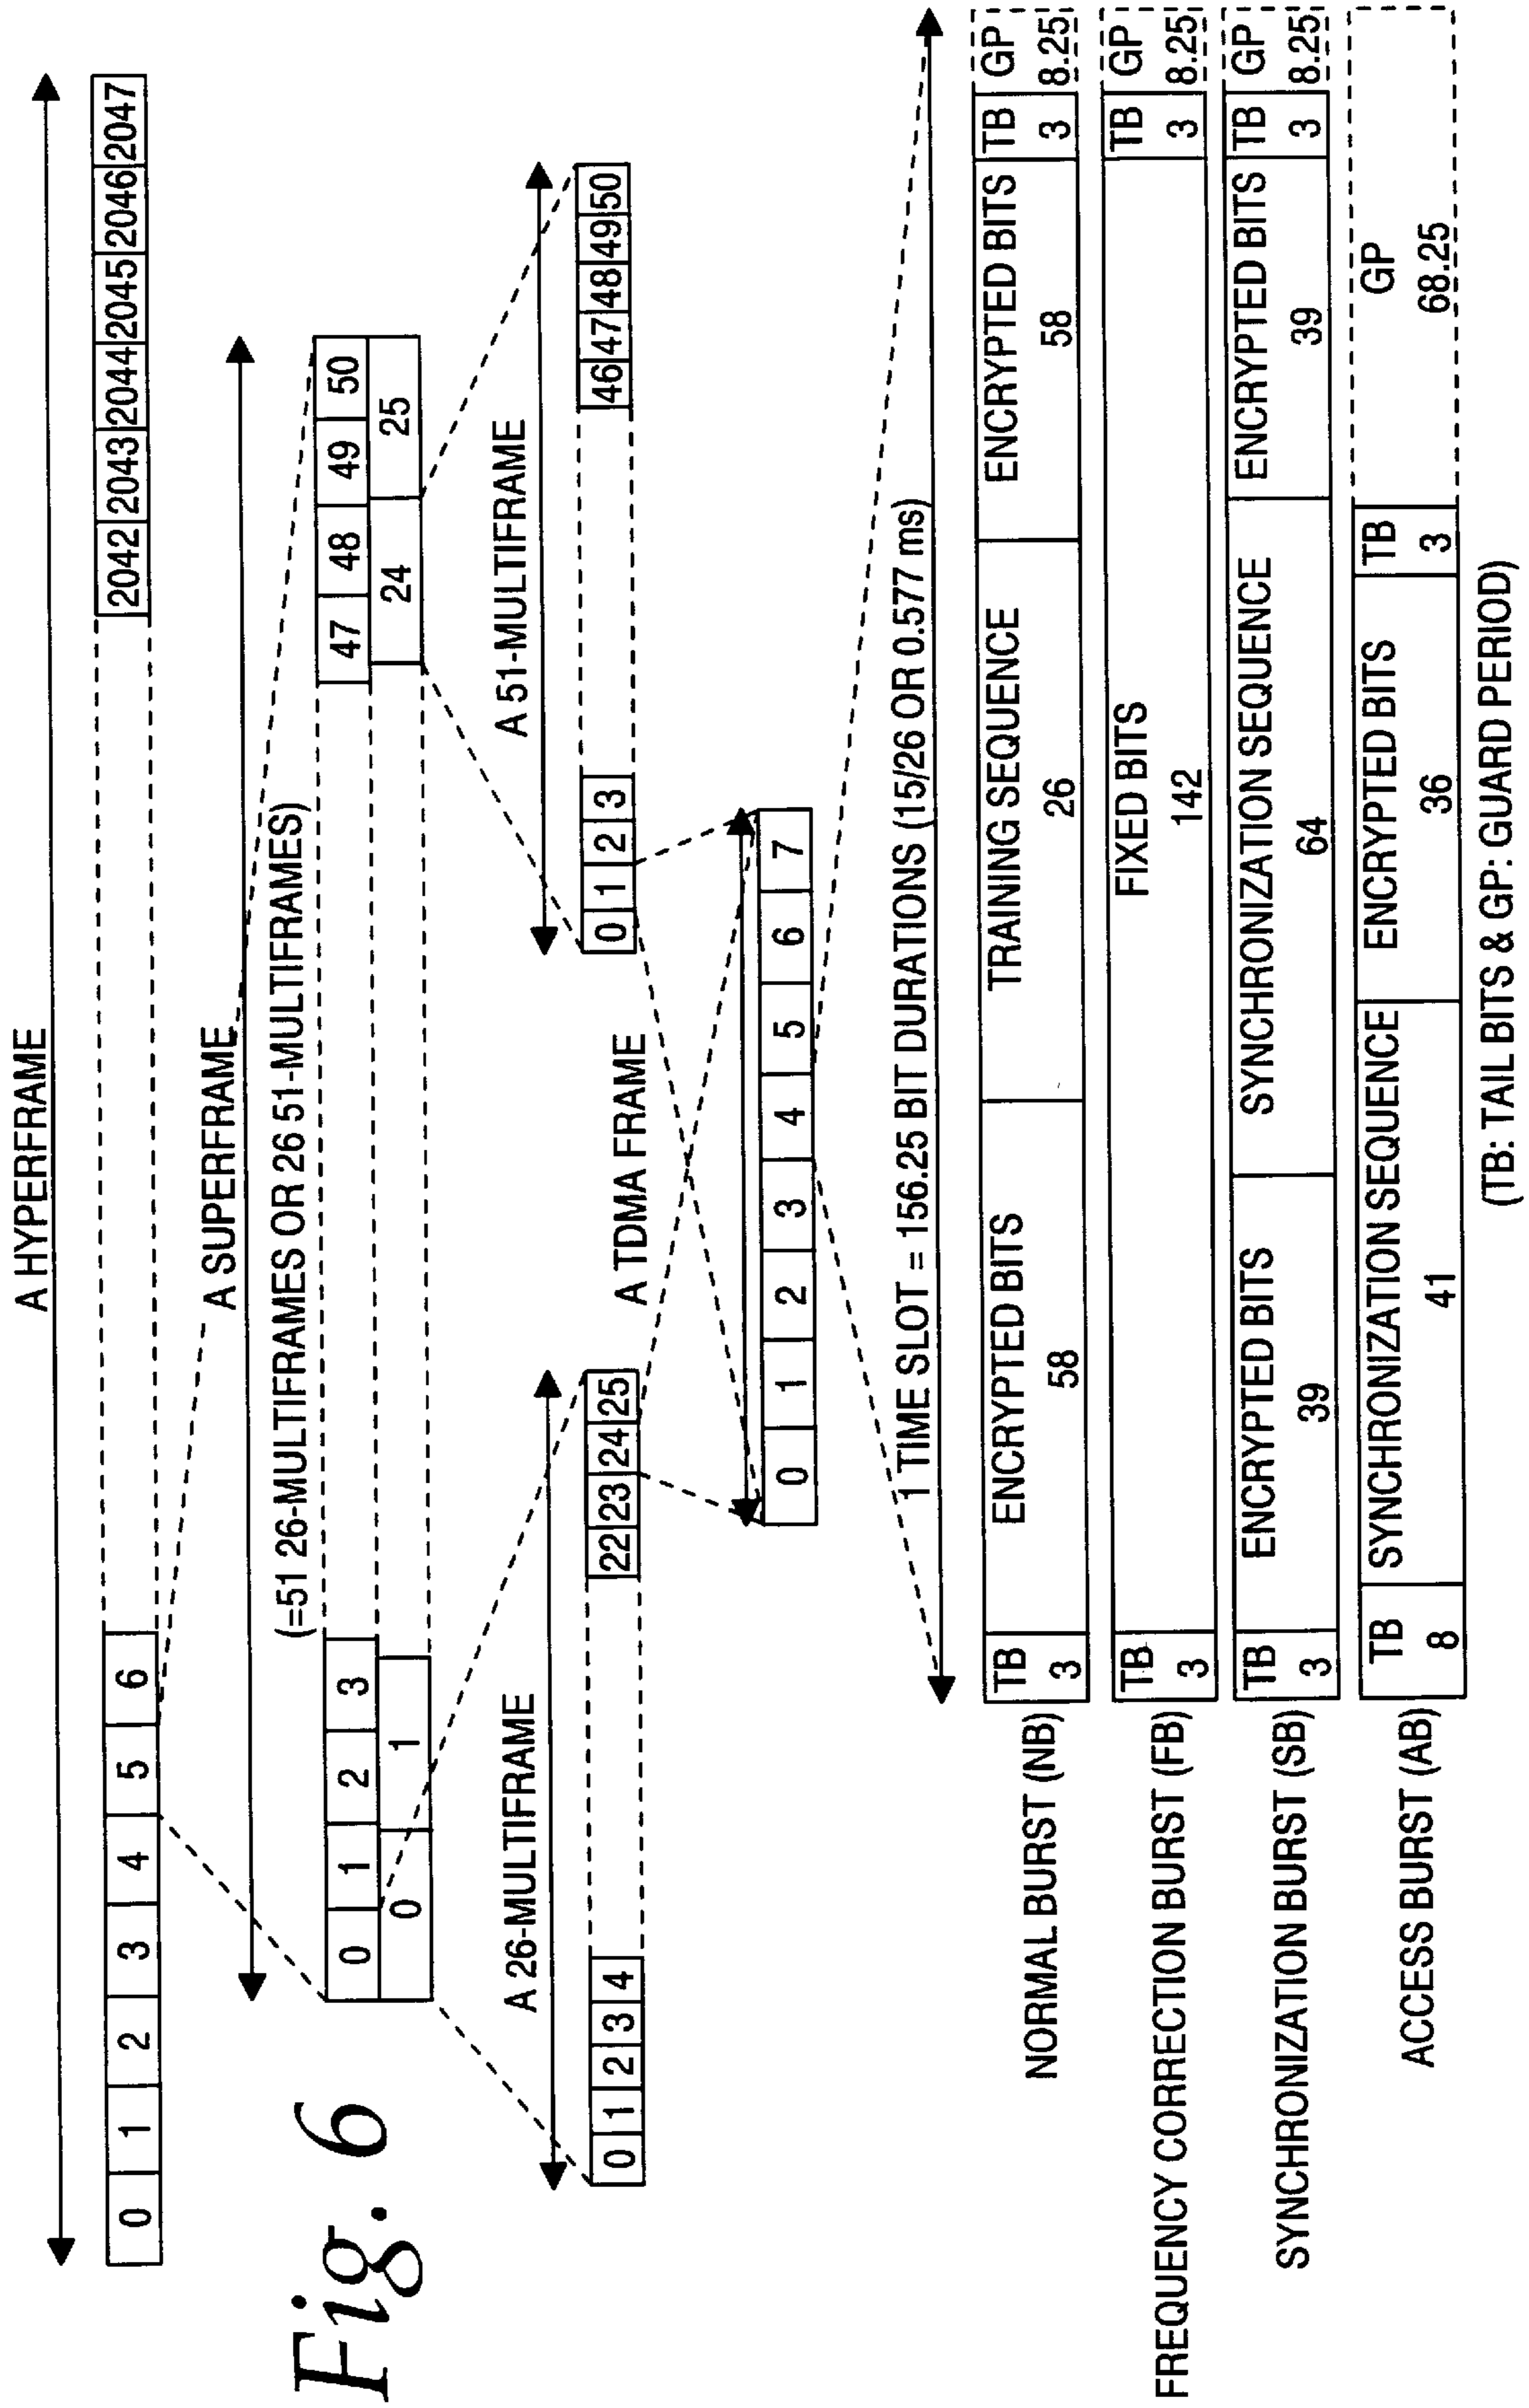 A HYPERFRAME
0 1 2 3 4 5 6 2042 2043 2044 2045 2046 2047
A SUPERFRAME
(=51 26-MULTIFRAMES OR 26 51-MULTIFRAMES)
0 1 2 3 47 48 49 50
0 1 24 25
Fig. 6
A 26-MULTIFRAME
0 1 2 3 4 22 23 24 25
A 51-MULTIFRAME
0 1 2 3 46 47 48 49 50
A TDMA FRAME
0 1 2 3 4 5 6 7
1 TIME SLOT = 156.25 BIT DURATIONS (15/26 OR 0.577 ms)
NORMAL BURST (NB)
TB ENCRYPTED BITS TRAINING SEQUENCE ENCRYPTED BITS TB GP
3 58 26 58 3 8.25
FREQUENCY CORRECTION BURST (FB)
TB FIXED BITS TB GP
3 142 3 8.25
SYNCHRONIZATION BURST (SB)
TB ENCRYPTED BITS SYNCHRONIZATION SEQUENCE ENCRYPTED BITS TB GP
3 39 64 39 3 8.25
ACCESS BURST (AB)
TB SYNCHRONIZATION SEQUENCE ENCRYPTED BITS TB GP
8 41 36 3 68.25
(TB: TAIL BITS & GP: GUARD PERIOD)